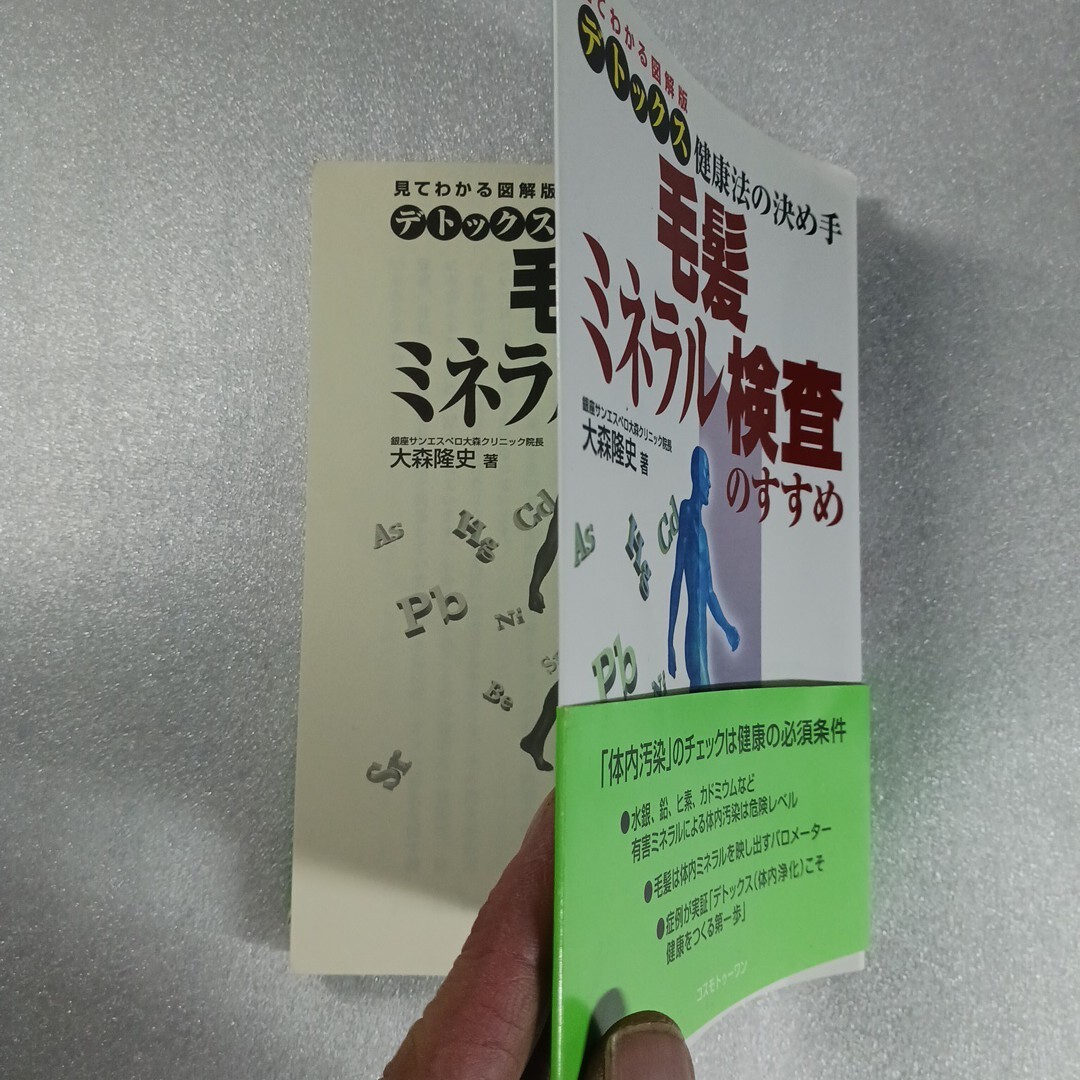 見てわかる図解版
デトックス
毛
ミネラ
銀座サンエスペロ大森クリニック院長
大森隆史 著
As
Hg
Cd
Pb
Ni
Be
Sr
てわかる図解版
デトックス
健康法の決め手
毛髪
ミネラル検査
のすすめ
銀座サンエスペロ大森クリニック院長
大森隆史 著
As
Hg
Cd
Pb
Ni
「体内汚染」のチェックは健康の必須条件
●水銀、鉛、ヒ素、カドミウムなど
有害ミネラルによる体内汚染は危険レベル
●毛髪は体内ミネラルを映し出すバロメーター
●症例が実証「デトックス(体内浄化)こそ
健康をつくる第一歩」
コスモトゥーワン